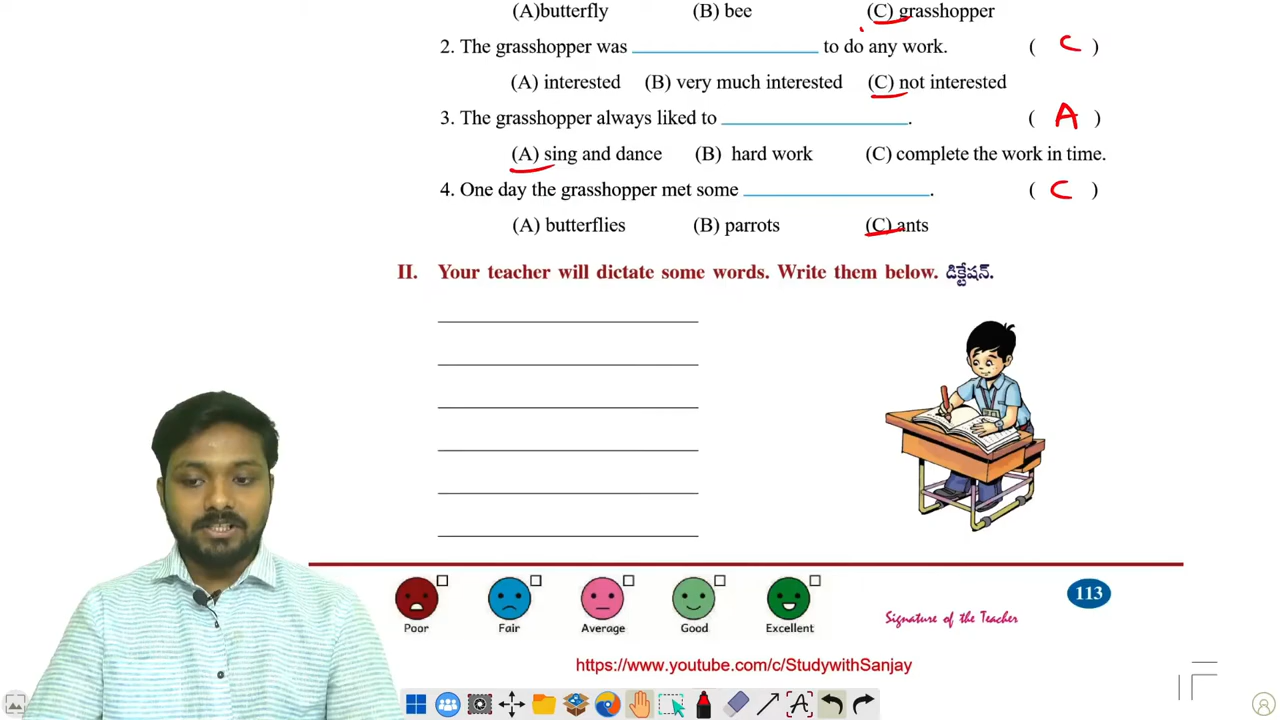 (A)butterfly (B) bee (C) grasshopper
2. The grasshopper was ____________ to do any work. ( C )
(A) interested (B) very much interested (C) not interested
3. The grasshopper always liked to ____________. ( A )
(A) sing and dance (B) hard work (C) complete the work in time.
4. One day the grasshopper met some ____________. ( C )
(A) butterflies (B) parrots (C) ants
II. Your teacher will dictate some words. Write them below. డిక్టేషన్.
Poor Fair Average Good Excellent
Signature of the Teacher
113
https://www.youtube.com/c/StudywithSanjay